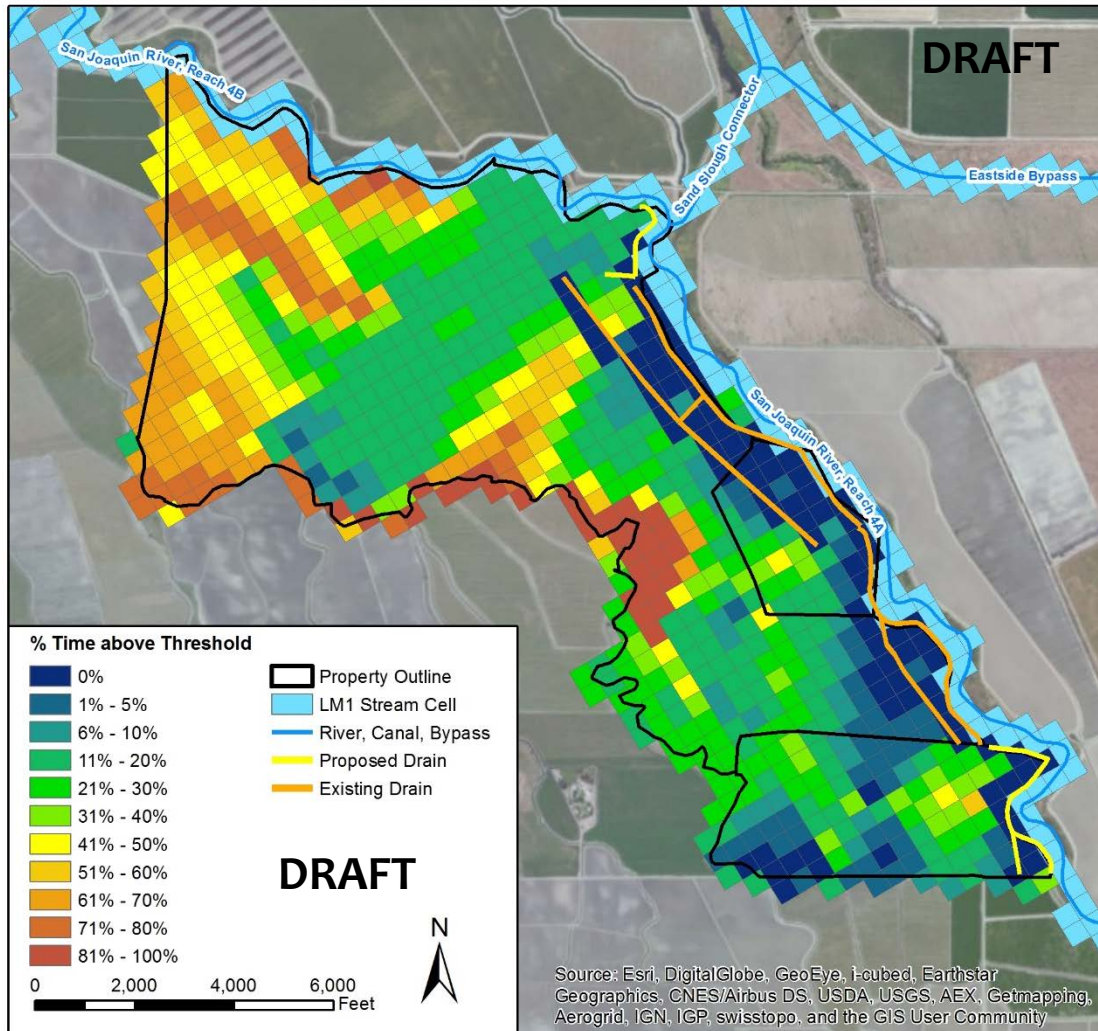 DRAFT
San Joaquin River, Reach 4B
Sand Slough Connector
Eastside Bypass
San Joaquin River, Reach 4A
% Time above Threshold
0%
1% - 5%
6% - 10%
11% - 20%
21% - 30%
31% - 40%
41% - 50%
51% - 60%
61% - 70%
71% - 80%
81% - 100%
Property Outline
LM1 Stream Cell
River, Canal, Bypass
Proposed Drain
Existing Drain
DRAFT
N
0 2,000 4,000 6,000
Feet
Source: Esri, DigitalGlobe, GeoEye, i-cubed, Earthstar
Geographics, CNES/Airbus DS, USDA, USGS, AEX, Getmapping,
Aerogrid, IGN, IGP, swisstopo, and the GIS User Community